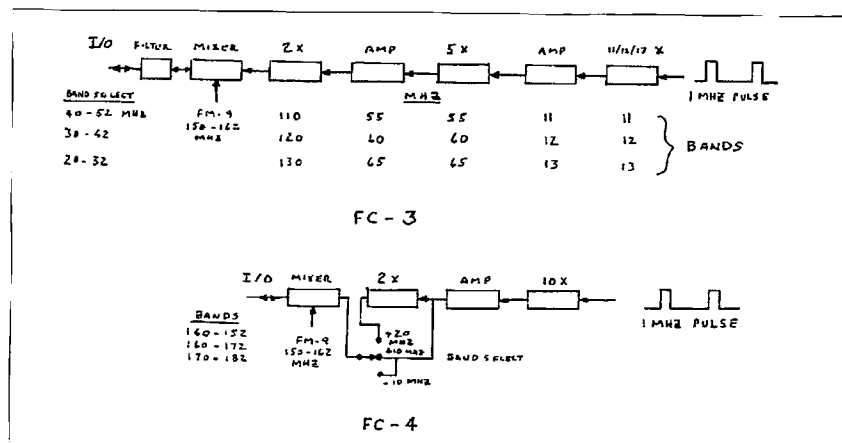 I/O FILTER MIXER 2X AMP 5X AMP 11/12/13 X
BAND SELECT MHZ 1 MHZ PULSE
40-52 MHZ FM-9 110 55 55 11 11
150-162 MHZ
30-42 120 60 60 12 12 BANDS
20-32 130 65 65 13 13
FC-3
I/O MIXER 2X AMP 10X
BANDS FM-9 +20 MHZ 1 MHZ PULSE
160-152 150-162 MHZ ±10 MHZ BAND SELECT
160-172
170-182 -10 MHZ
FC-4